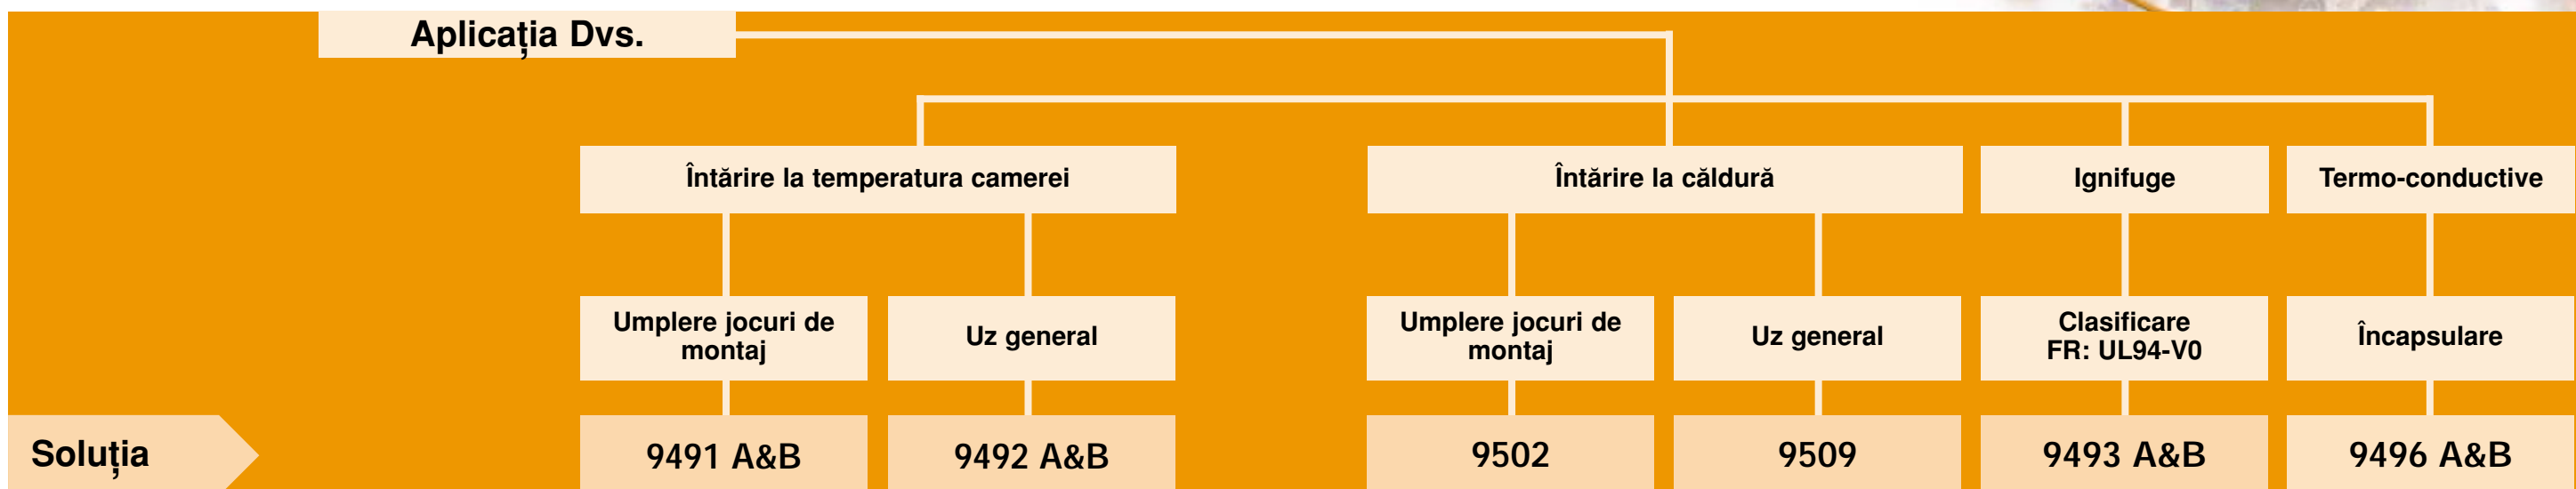 Aplicația Dvs.
Întărire la temperatura camerei
Întărire la căldură
Ignifuge
Termo-conductive
Umplere jocuri de
montaj
Uz general
Umplere jocuri de
montaj
Uz general
Clasificare
FR: UL94-V0
Încapsulare
Soluția
9491 A&B
9492 A&B
9502
9509
9493 A&B
9496 A&B